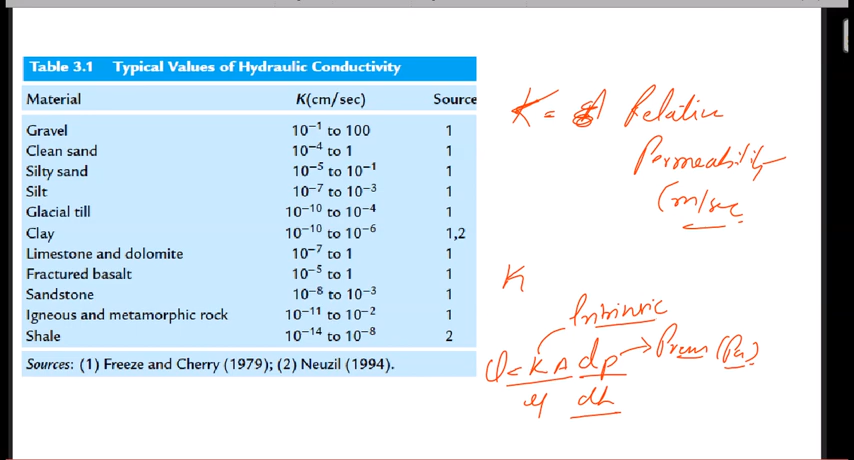 Table 3.1 Typical Values of Hydraulic Conductivity
Material K(cm/sec) Source
Gravel 10⁻¹ to 100 1
Clean sand 10⁻⁴ to 1 1
Silty sand 10⁻⁵ to 10⁻¹ 1
Silt 10⁻⁷ to 10⁻³ 1
Glacial till 10⁻¹⁰ to 10⁻⁴ 1
Clay 10⁻¹⁰ to 10⁻⁶ 1,2
Limestone and dolomite 10⁻⁷ to 1 1
Fractured basalt 10⁻⁵ to 1 1
Sandstone 10⁻⁸ to 10⁻³ 1
Igneous and metamorphic rock 10⁻¹¹ to 10⁻² 1
Shale 10⁻¹⁴ to 10⁻⁸ 2
Sources: (1) Freeze and Cherry (1979); (2) Neuzil (1994).
K = Relative
Permeability
(m/sec
K
Intrinsic
K A dp (Pa)